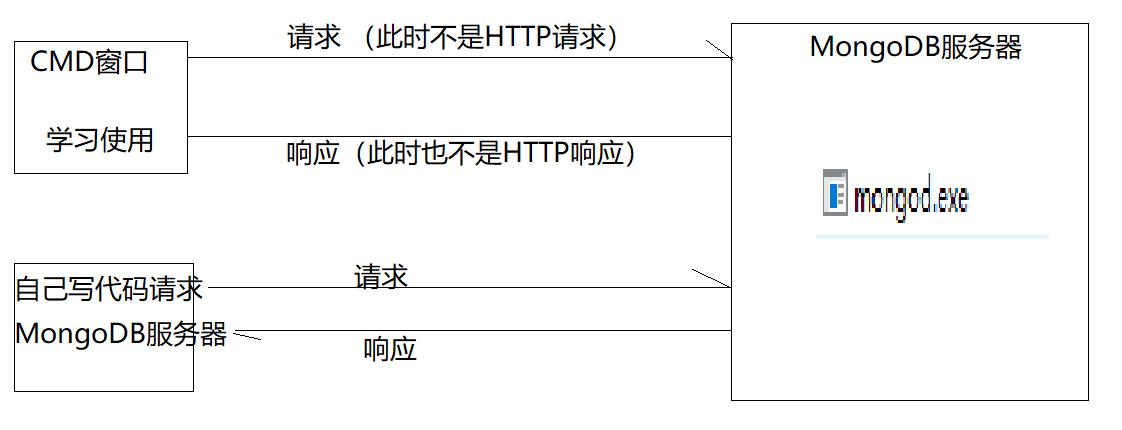 请求 （此时不是HTTP请求）
CMD窗口
学习使用
响应（此时也不是HTTP响应）
MongoDB服务器
mongod.exe
自己写代码请求
MongoDB服务器
请求
响应